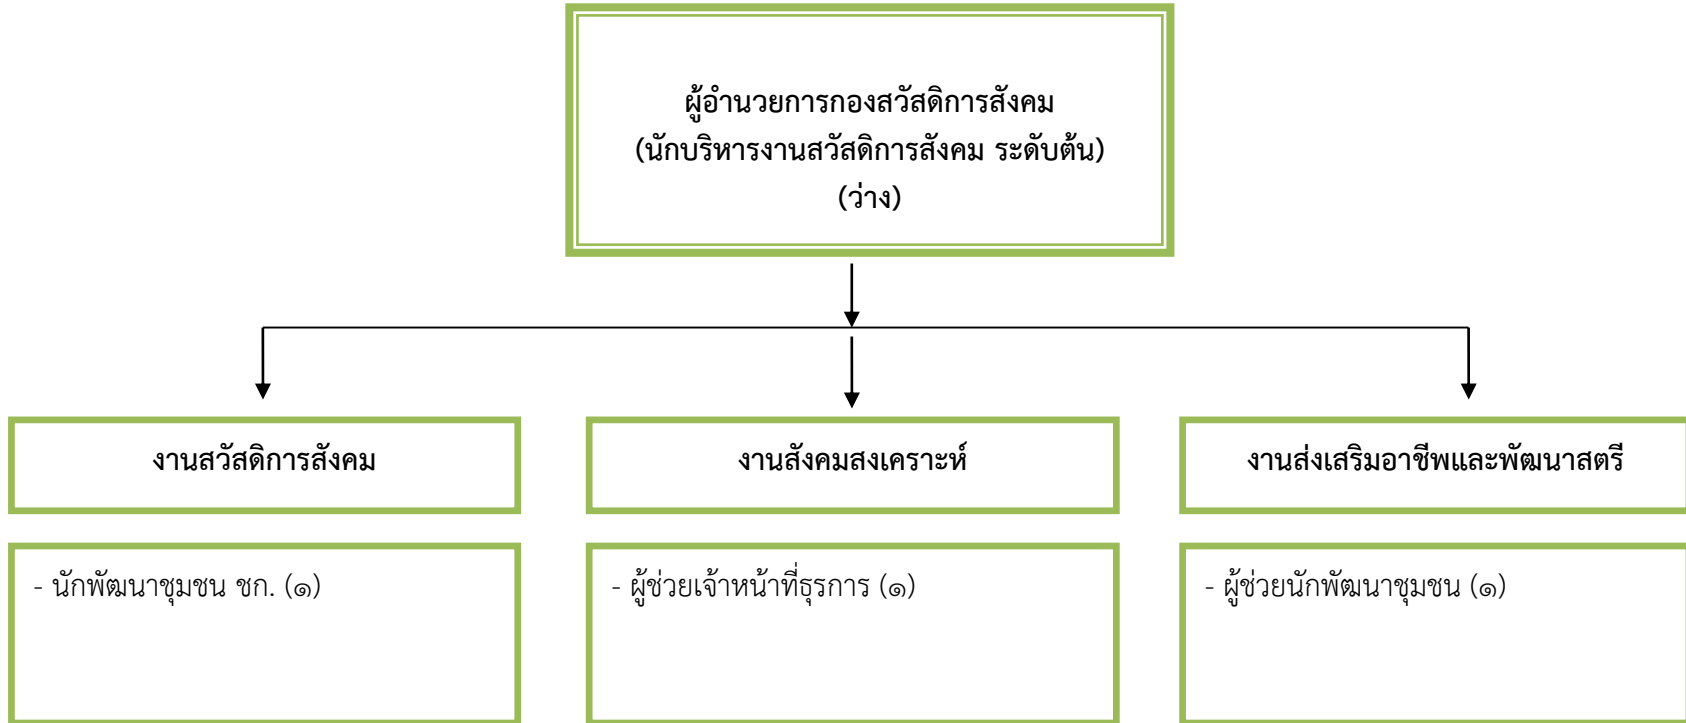 ผู้อำนวยการกองสวัสดิการสังคม
(นักบริหารงานสวัสดิการสังคม ระดับต้น)
(ว่าง)
งานสวัสดิการสังคม
งานสังคมสงเคราะห์
งานส่งเสริมอาชีพและพัฒนาสตรี
- นักพัฒนาชุมชน ชก. (๑)
- ผู้ช่วยเจ้าหน้าที่ธุรการ (๑)
- ผู้ช่วยนักพัฒนาชุมชน (๑)